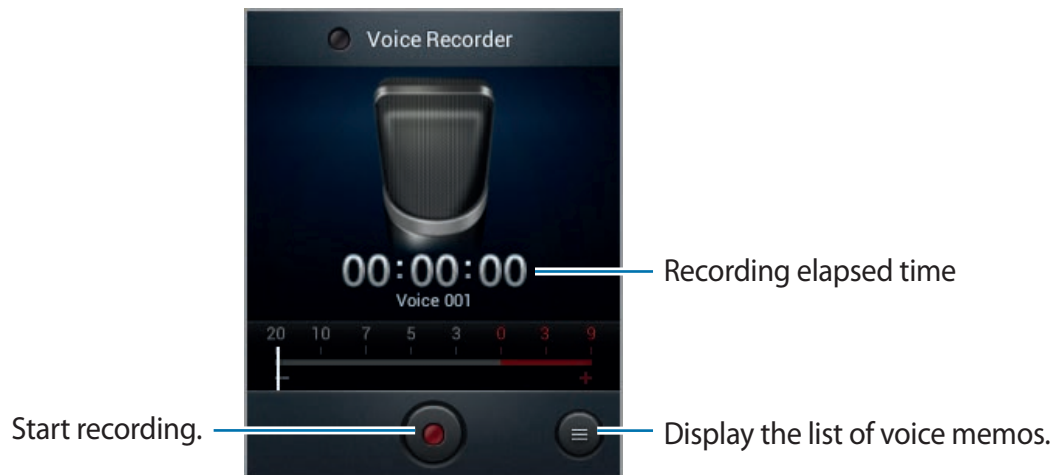 Voice Recorder
00:00:00
Recording elapsed time
Voice 001
20 10 7 5 3 0 3 9
- +
Start recording.
Display the list of voice memos.